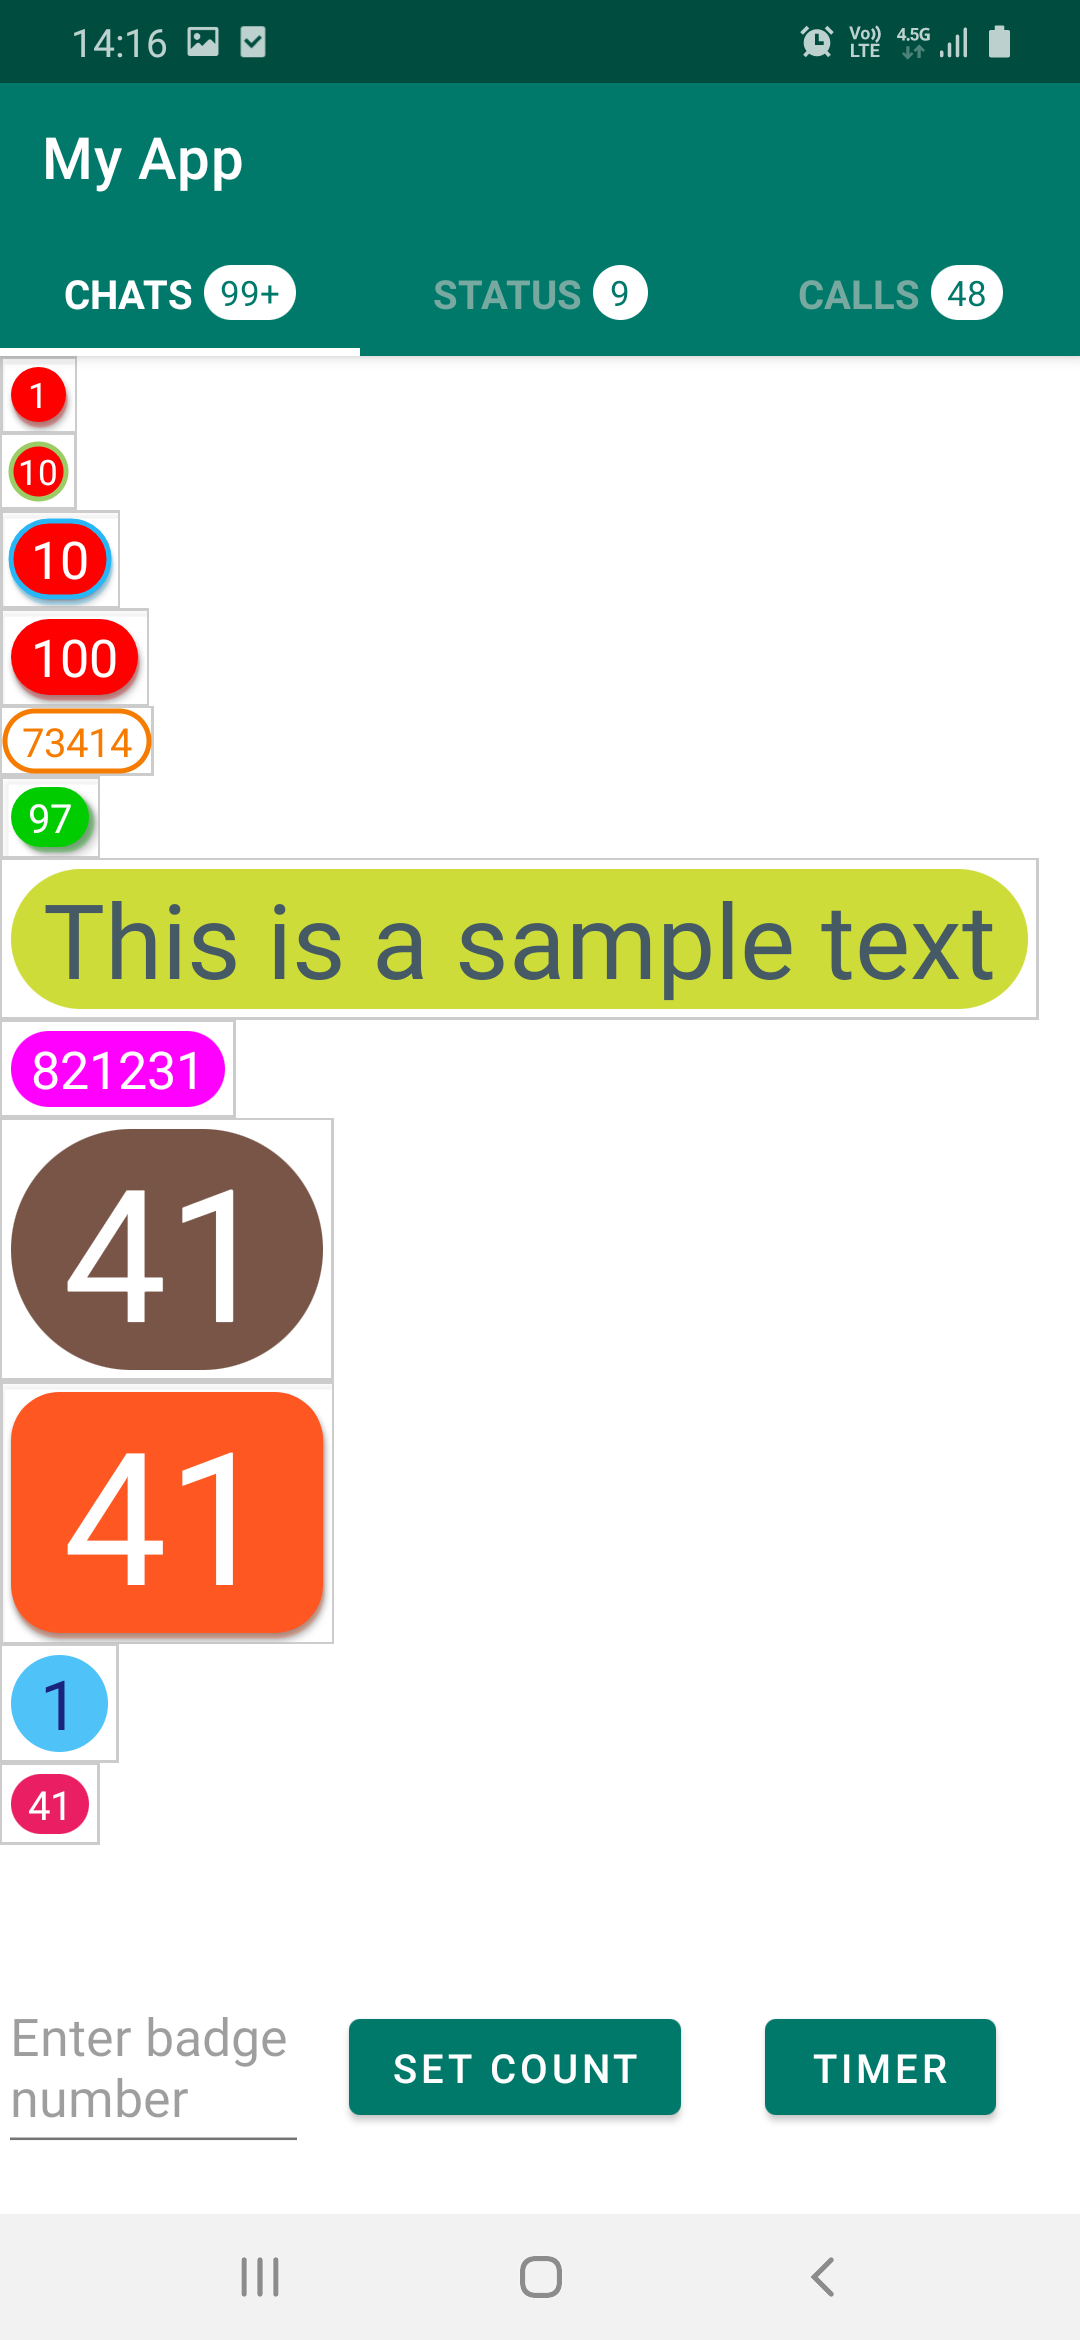 14:16 Vo)) LTE 4.5G
My App
CHATS 99+ STATUS 9 CALLS 48
1
10
10
100
73414
97
This is a sample text
821231
41
41
1
41
Enter badge
number
SET COUNT TIMER